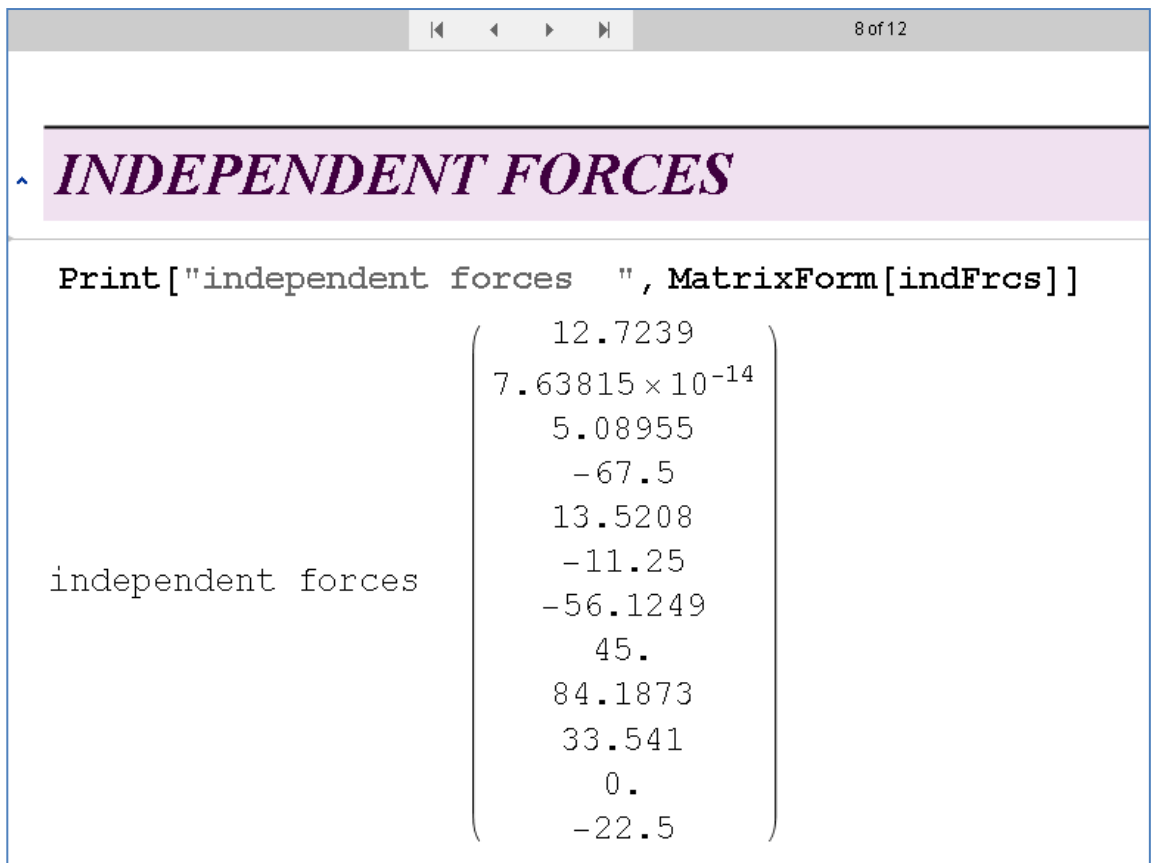 8 of 12
INDEPENDENT FORCES
Print["independent forces  ", MatrixForm[indFrcs]]
12.7239
7.63815 × 10⁻¹⁴
5.08955
-67.5
13.5208
-11.25
independent forces
-56.1249
45.
84.1873
33.541
0.
-22.5